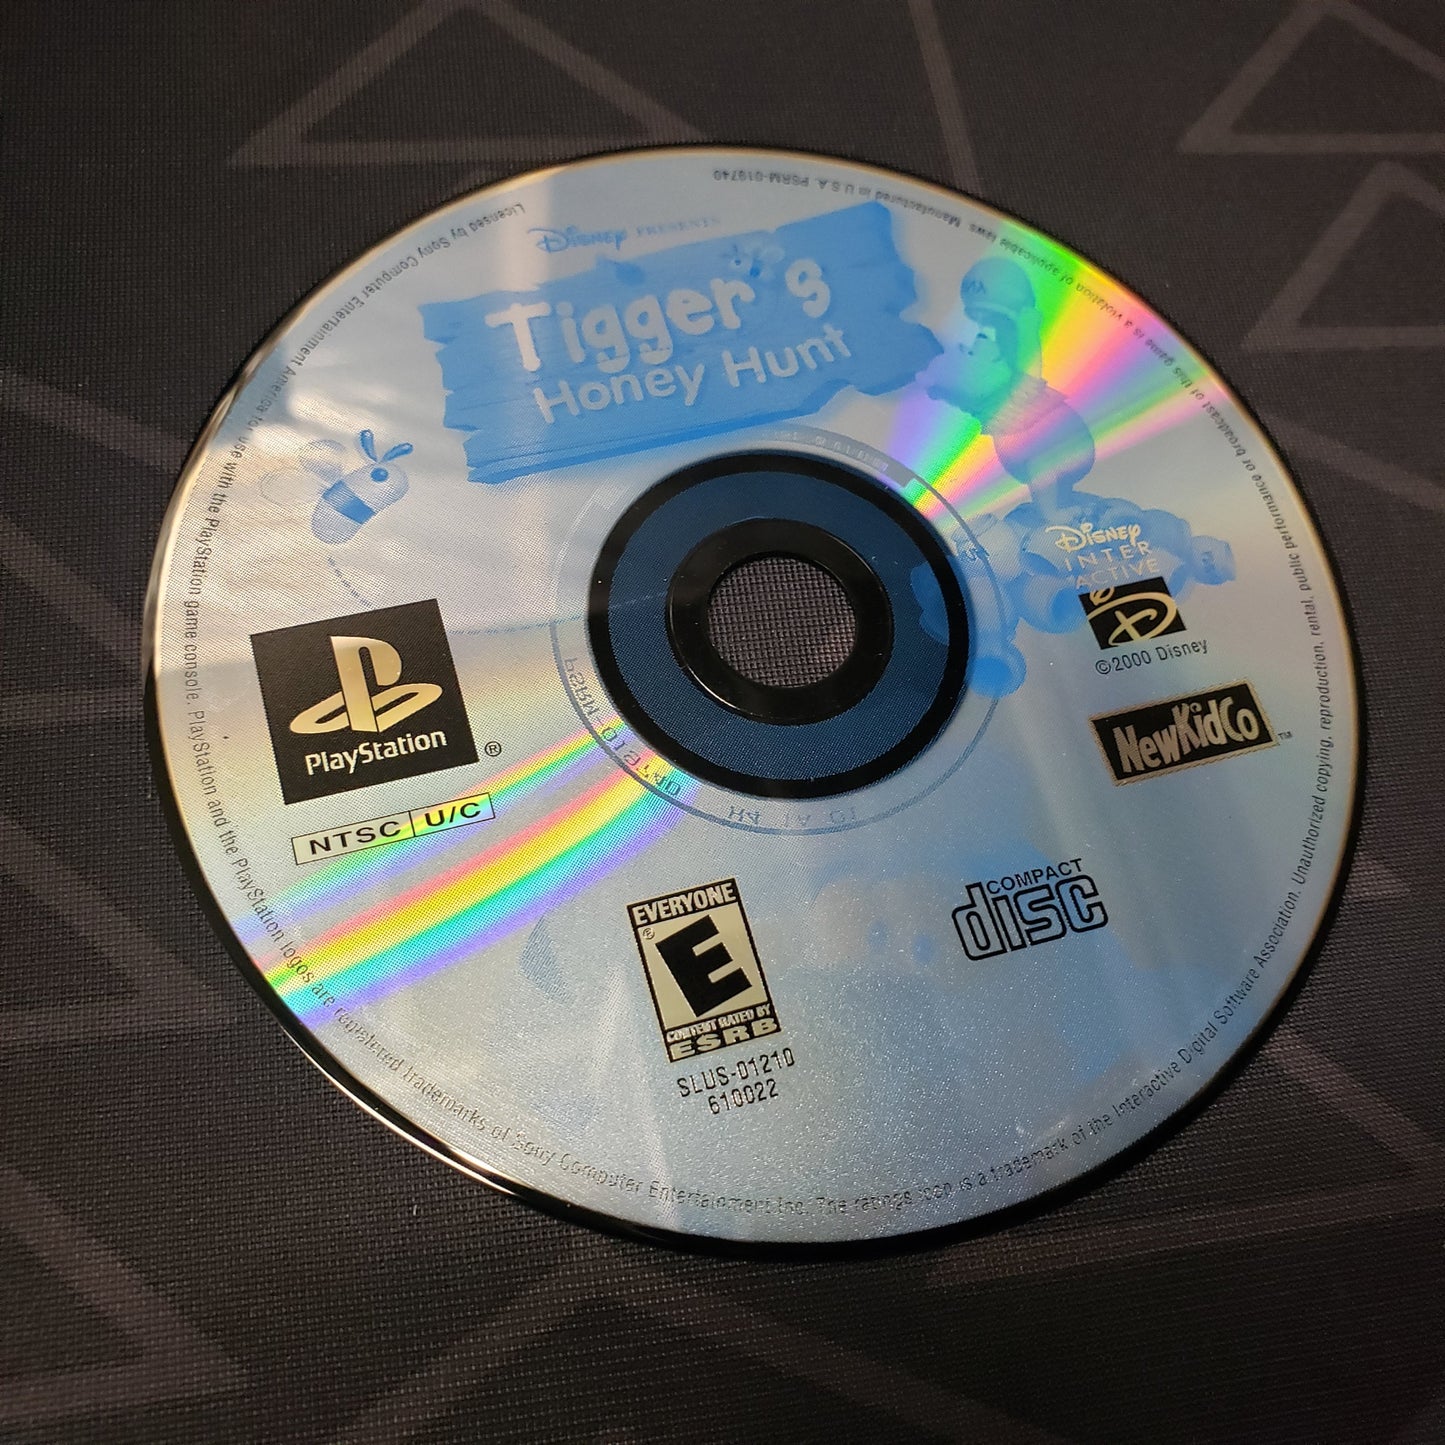 Disney PRESENTS
Tigger's
Honey Hunt
Disney
INTER
ACTIVE
©2000 Disney
NewKidCo™
PlayStation®
NTSC U/C
COMPACT
disc
EVERYONE
E®
CONTENT RATED BY
ESRB
SLUS-01210
610022
Licensed by Sony Computer Entertainment America for use with the PlayStation game console. PlayStation and the PlayStation logos are registered trademarks of Sony Computer Entertainment Inc. The ratings icon is a trademark of the Interactive Digital Software Association. Unauthorized copying, reproduction, rental, public performance or broadcast of this game is a violation of applicable laws. Manufactured in U.S.A. PSRM-019740